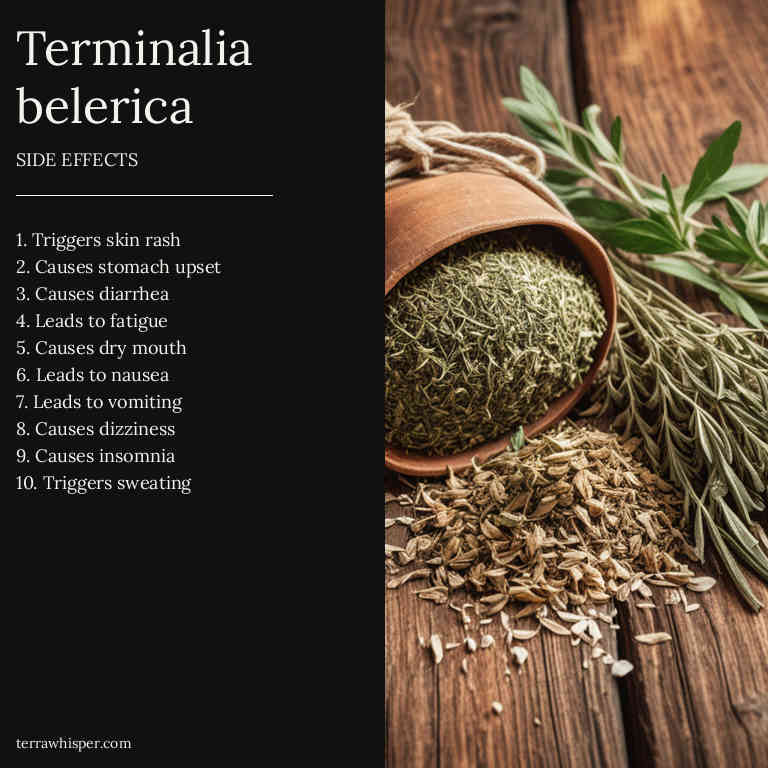 Terminalia
belerica
SIDE EFFECTS
1. Triggers skin rash
2. Causes stomach upset
3. Causes diarrhea
4. Leads to fatigue
5. Causes dry mouth
6. Leads to nausea
7. Leads to vomiting
8. Causes dizziness
9. Causes insomnia
10. Triggers sweating
terrawhisper.com